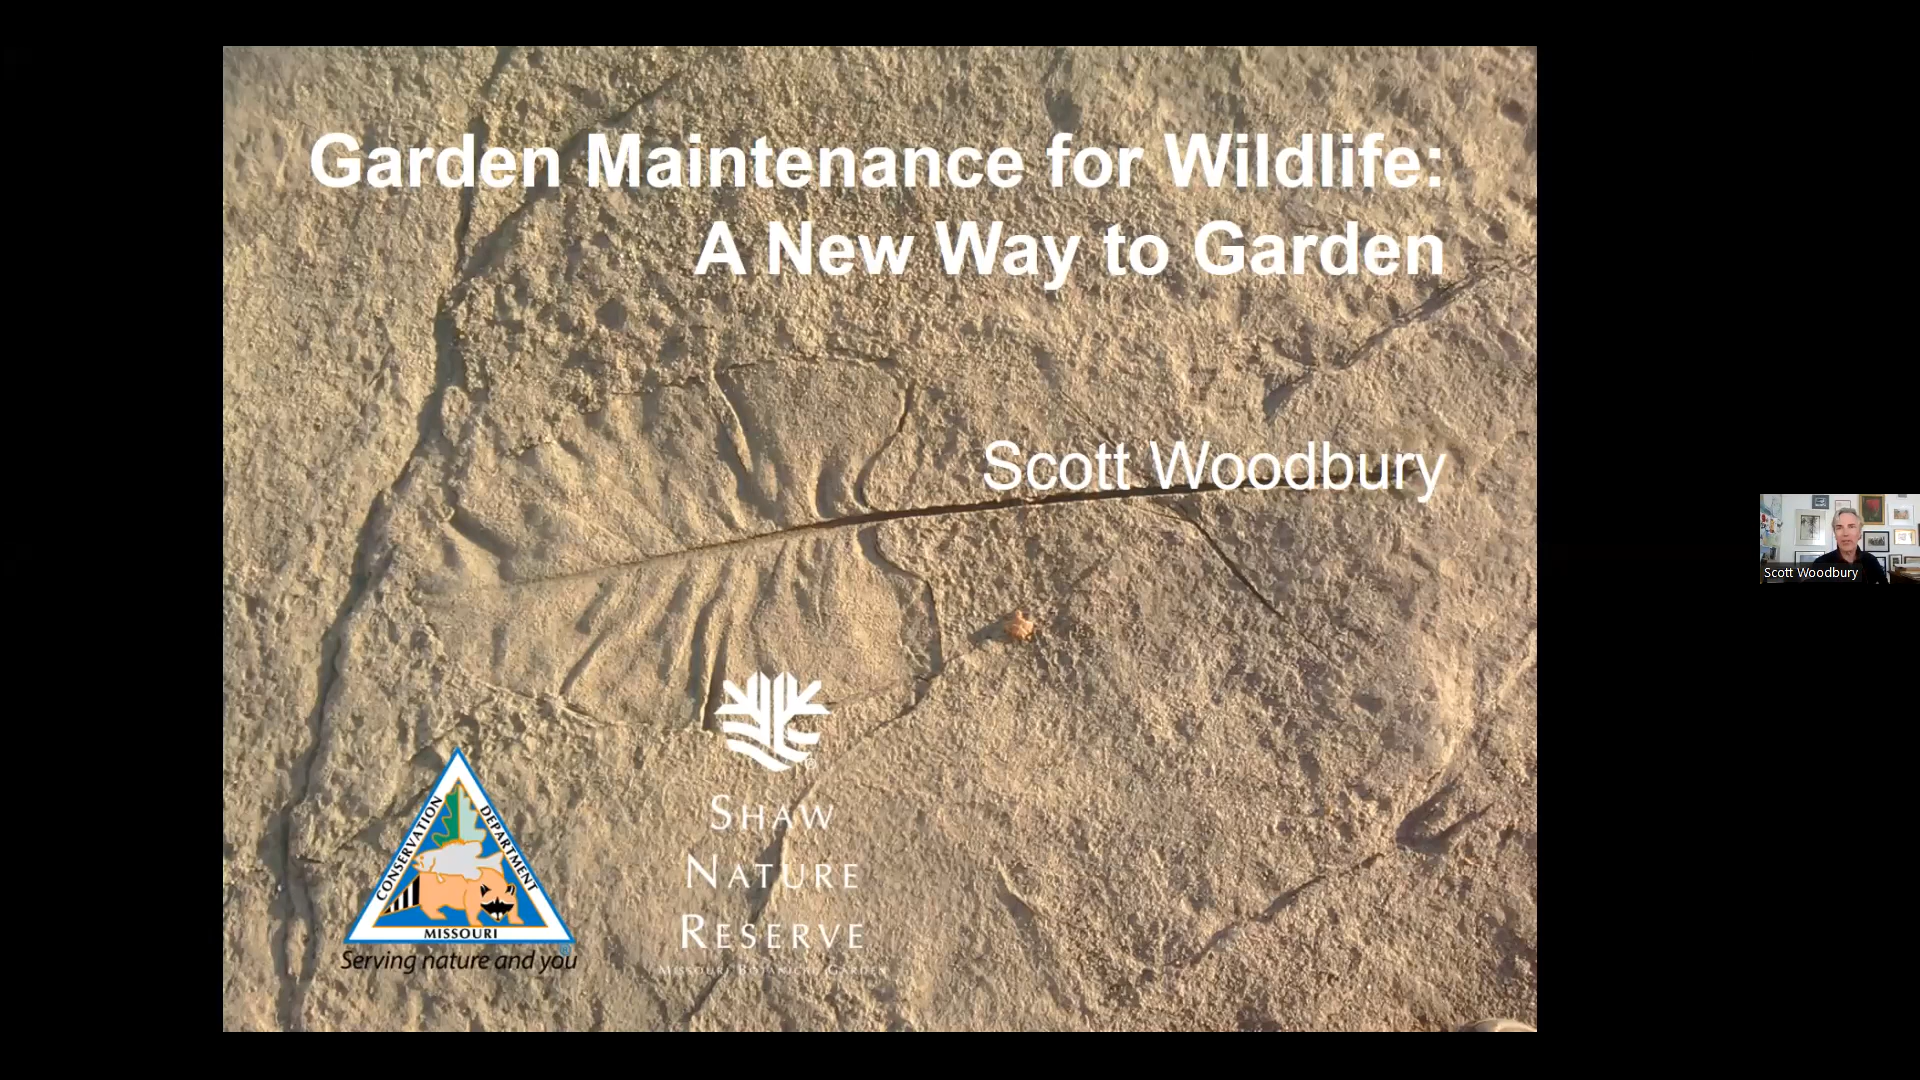 Garden Maintenance for Wildlife:
A New Way to Garden
Scott Woodbury
CONSERVATION
DEPARTMENT
MISSOURI
Serving nature and you
SHAW
NATURE
RESERVE
MISSOURI BOTANICAL GARDEN
Scott Woodbury